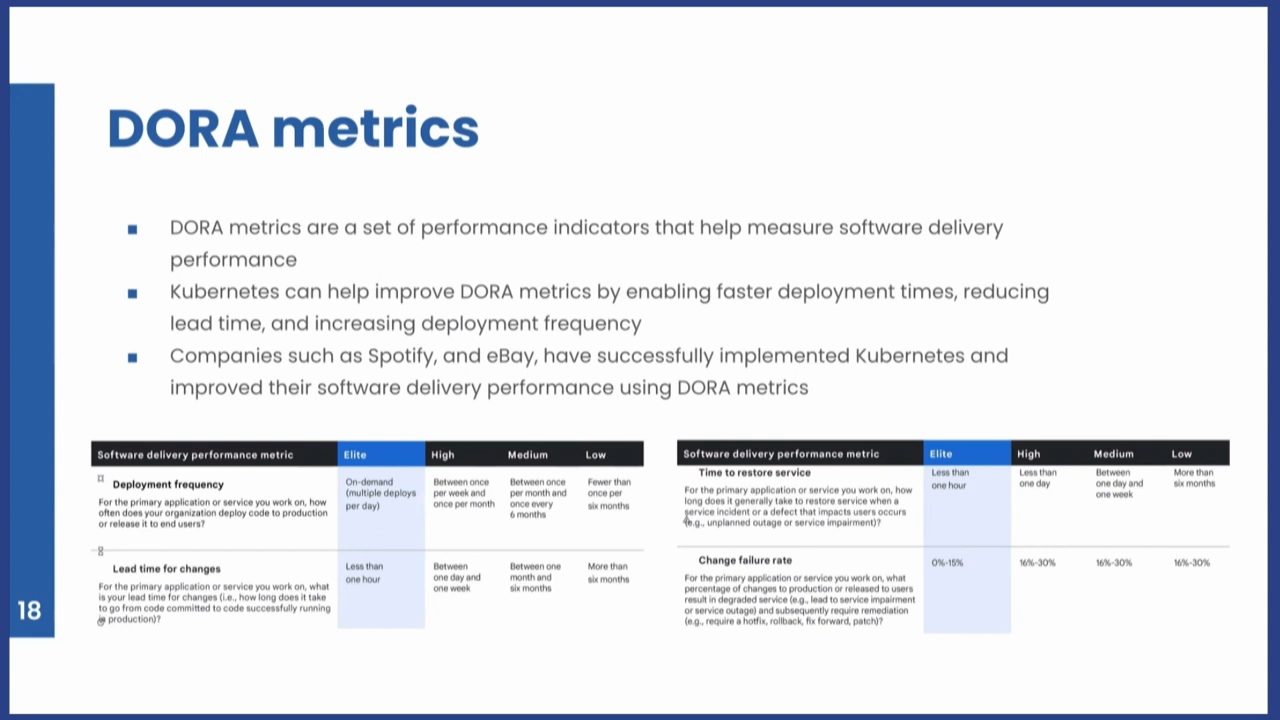 DORA metrics
DORA metrics are a set of performance indicators that help measure software delivery
performance
Kubernetes can help improve DORA metrics by enabling faster deployment times, reducing
lead time, and increasing deployment frequency
Companies such as Spotify, and eBay, have successfully implemented Kubernetes and
improved their software delivery performance using DORA metrics
Software delivery performance metric Elite High Medium Low
Deployment frequency
For the primary application or service you work on, how
often does your organization deploy code to production
or release it to end users?
On-demand
(multiple deploys
per day)
Between once
per week and
once per month
Between once
per month and
once every
6 months
Fewer than
once per
six months
Lead time for changes
For the primary application or service you work on, what
is your lead time for changes (i.e., how long does it take
to go from code committed to code successfully running
in production)?
Less than
one hour
Between
one day and
one week
Between one
month and
six months
More than
six months
Software delivery performance metric Elite High Medium Low
Time to restore service
For the primary application or service you work on, how
long does it generally take to restore service when a
service incident or a defect that impacts users occurs
(e.g., unplanned outage or service impairment)?
Less than
one hour
Less than
one day
Between
one day and
one week
More than
six months
Change failure rate
For the primary application or service you work on, what
percentage of changes to production or released to users
result in degraded service (e.g., lead to service impairment
or service outage) and subsequently require remediation
(e.g., require a hotfix, rollback, fix forward, patch)?
0%-15%
16%-30%
16%-30%
16%-30%
18